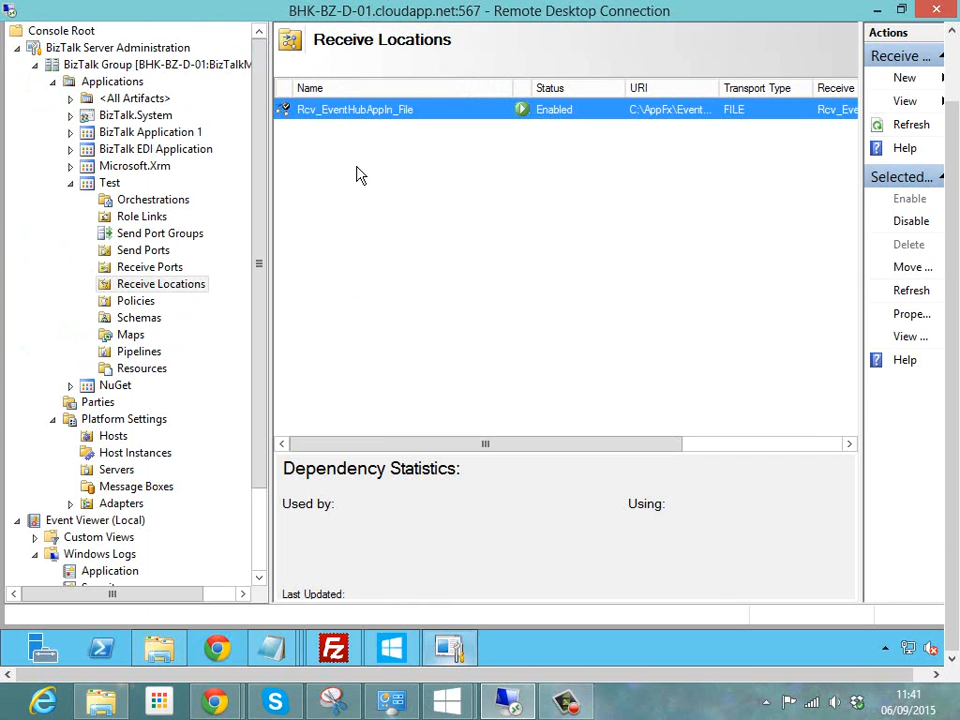 BHK-BZ-D-01.cloudapp.net:567 - Remote Desktop Connection
Console Root
BizTalk Server Administration
BizTalk Group [BHK-BZ-D-01:BizTalkM
Applications
<All Artifacts>
BizTalk.System
BizTalk Application 1
BizTalk EDI Application
Microsoft.Xrm
Test
Orchestrations
Role Links
Send Port Groups
Send Ports
Receive Ports
Receive Locations
Policies
Schemas
Maps
Pipelines
Resources
NuGet
Parties
Platform Settings
Hosts
Host Instances
Servers
Message Boxes
Adapters
Event Viewer (Local)
Custom Views
Windows Logs
Application
Receive Locations
Name Status URI Transport Type Receive
Rcv_EventHubAppIn_File Enabled C:\AppFx\Event... FILE Rcv_Eve
Dependency Statistics:
Used by: Using:
Last Updated:
Actions
Receive ...
New
View
Refresh
Help
Selected...
Enable
Disable
Delete
Move ...
Refresh
Prope...
View ...
Help
11:41
06/09/2015